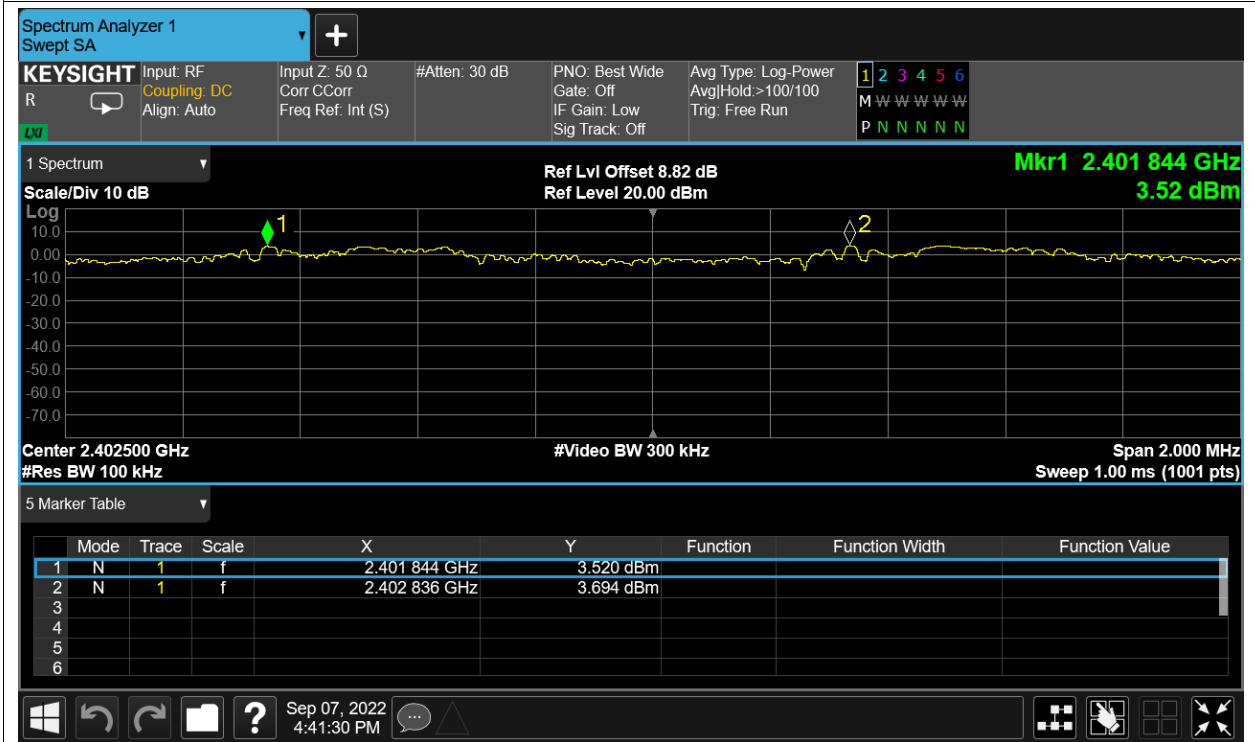 Spectrum Analyzer 1
Swept SA
+
KEYSIGHT Input: RF Input Z: 50 Ω #Atten: 30 dB PNO: Best Wide Avg Type: Log-Power 1 2 3 4 5 6
R Coupling: DC Corr CCorr Gate: Off Avg|Hold:>100/100 M W W W W W W
Align: Auto Freq Ref: Int (S) IF Gain: Low Trig: Free Run
LXI Sig Track: Off P N N N N N N
1 Spectrum Ref Lvl Offset 8.82 dB Mkr1 2.401 844 GHz
Scale/Div 10 dB Ref Level 20.00 dBm 3.52 dBm
Log
1 2
10.0
0.00
-10.0
-20.0
-30.0
-40.0
-50.0
-60.0
-70.0
Center 2.402500 GHz #Video BW 300 kHz Span 2.000 MHz
#Res BW 100 kHz Sweep 1.00 ms (1001 pts)
5 Marker Table
Mode Trace Scale X Y Function Function Width Function Value
1 N 1 f 2.401 844 GHz 3.520 dBm
2 N 1 f 2.402 836 GHz 3.694 dBm
3
4
5
6
? Sep 07, 2022
4:41:30 PM